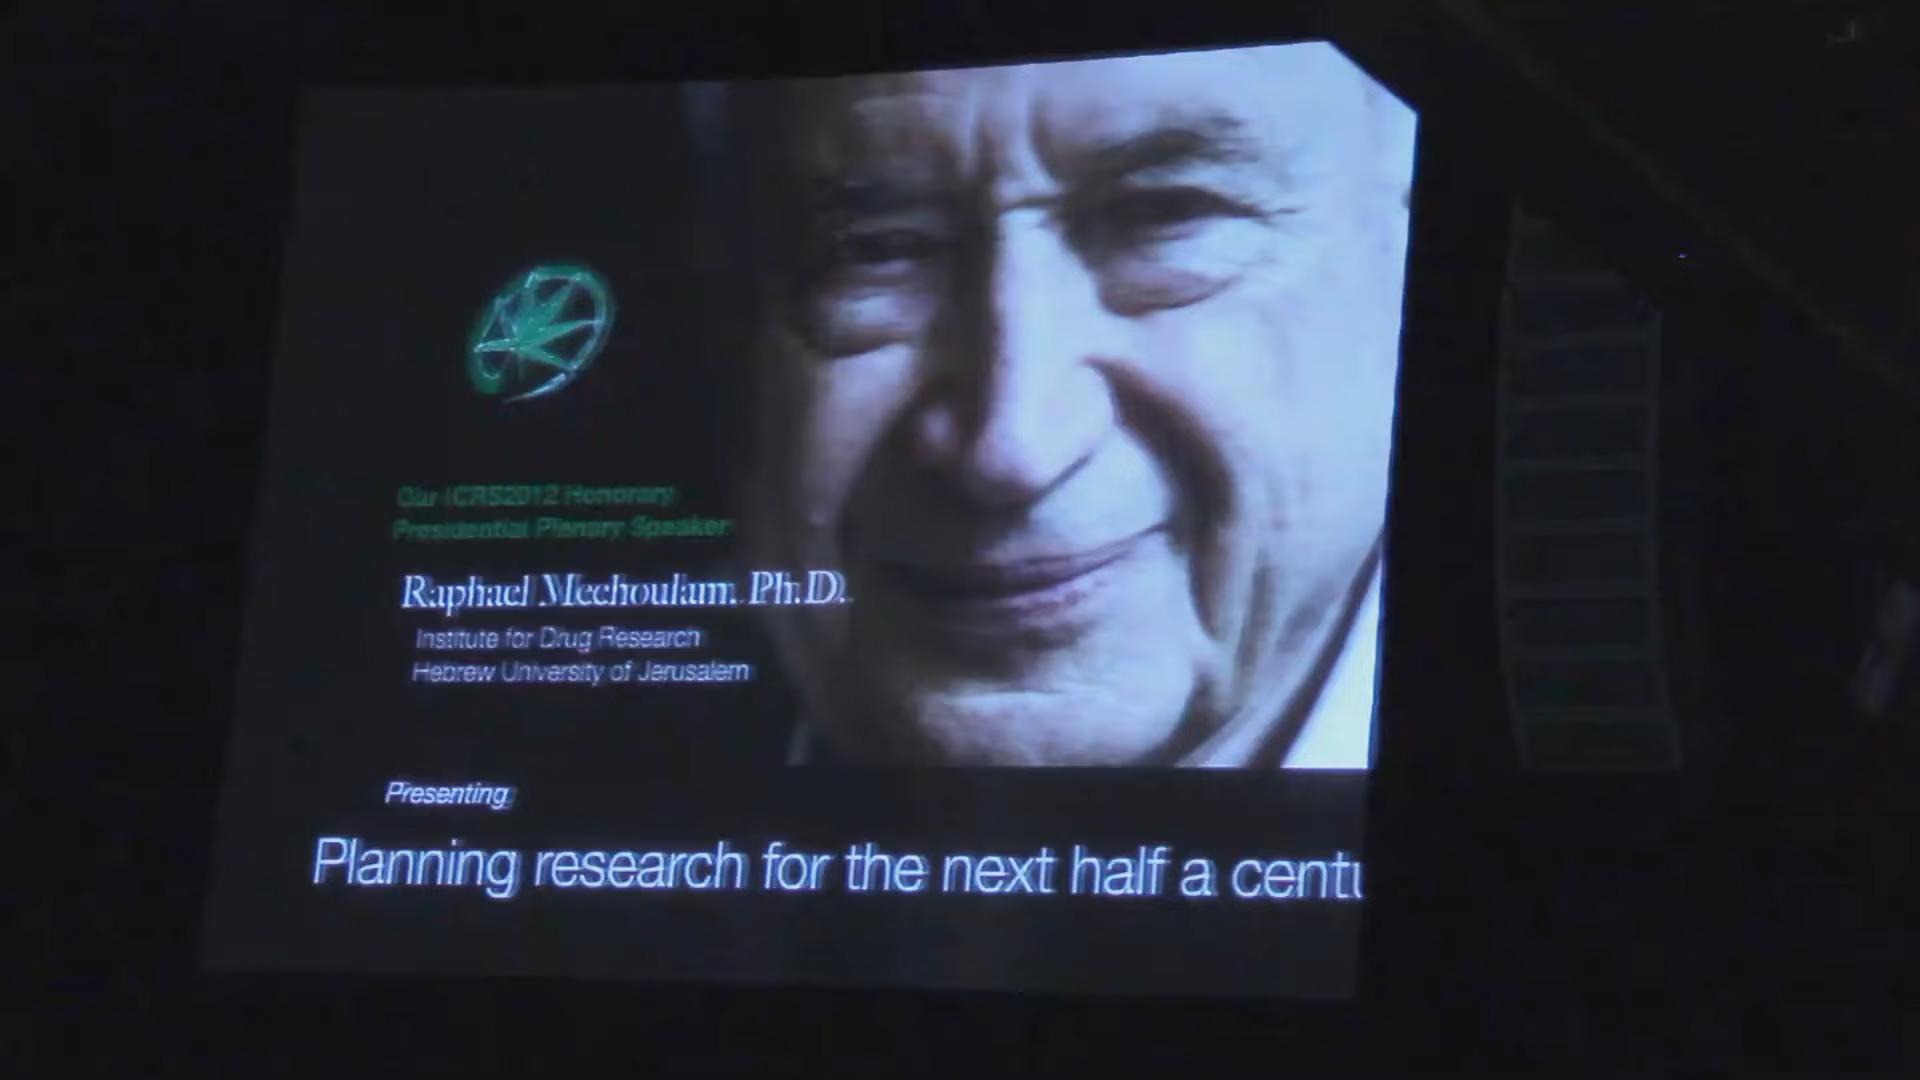 Our ICRS2012 Honorary
Presidential Plenary Speaker:
Raphael Mechoulam, Ph.D.
Institute for Drug Research
Hebrew University of Jerusalem
Presenting
Planning research for the next half a centu